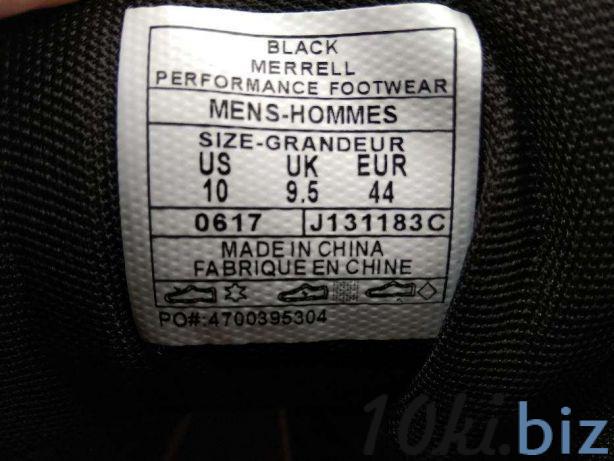 BLACK
MERRELL
PERFORMANCE FOOTWEAR
MENS-HOMMES
SIZE-GRANDEUR
US UK EUR
10 9.5 44
0617 J131183C
MADE IN CHINA
FABRIQUE EN CHINE
PO#:4700395304
10ki.biz